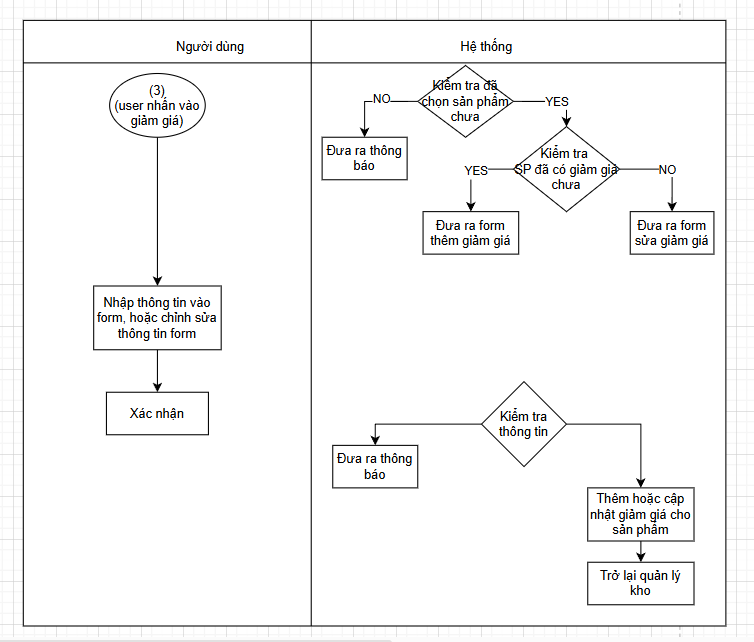 Người dùng
Hệ thống
(3)
(user nhấn vào
giảm giá)
Kiểm tra đã
chọn sản phẩm
chưa
NO
YES
Đưa ra thông
báo
Kiểm tra
SP đã có giảm giá
chưa
YES
NO
Đưa ra form
thêm giảm giá
Đưa ra form
sửa giảm giá
Nhập thông tin vào
form, hoặc chỉnh sửa
thông tin form
Xác nhận
Kiểm tra
thông tin
Đưa ra thông
báo
Thêm hoặc cập
nhật giảm giá cho
sản phẩm
Trở lại quản lý
kho